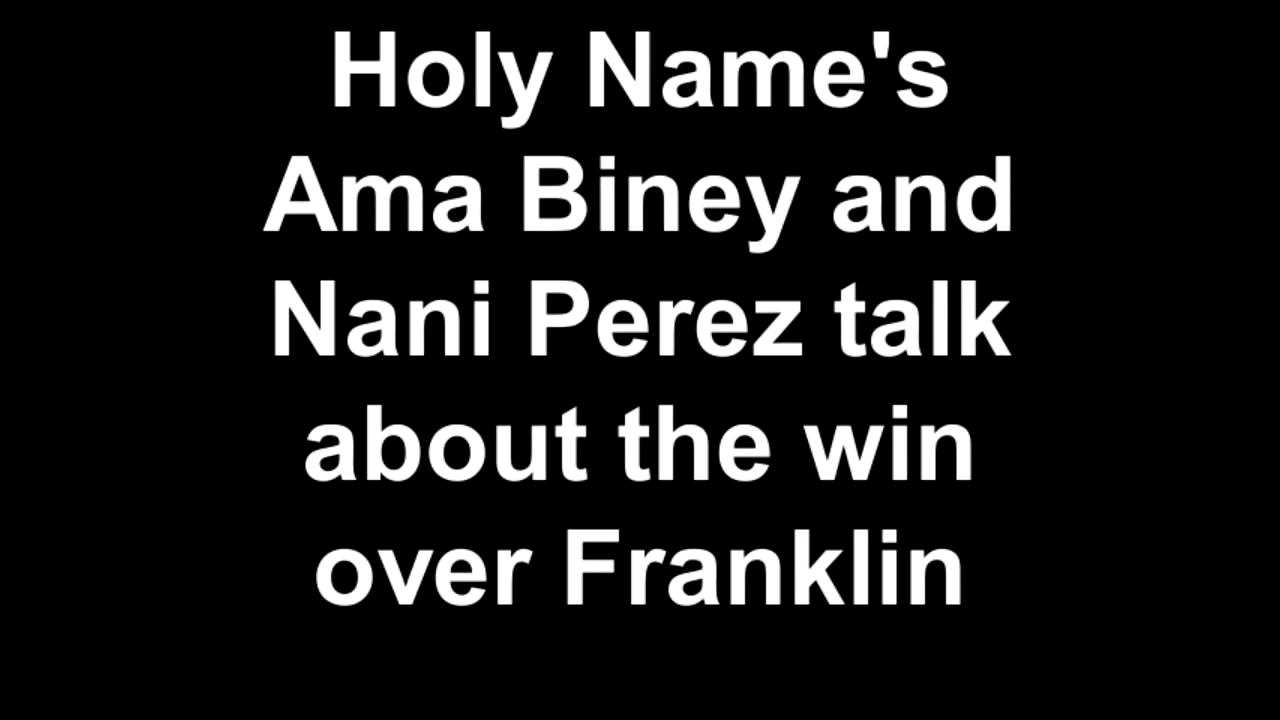 Holy Name's
Ama Biney and
Nani Perez talk
about the win
over Franklin